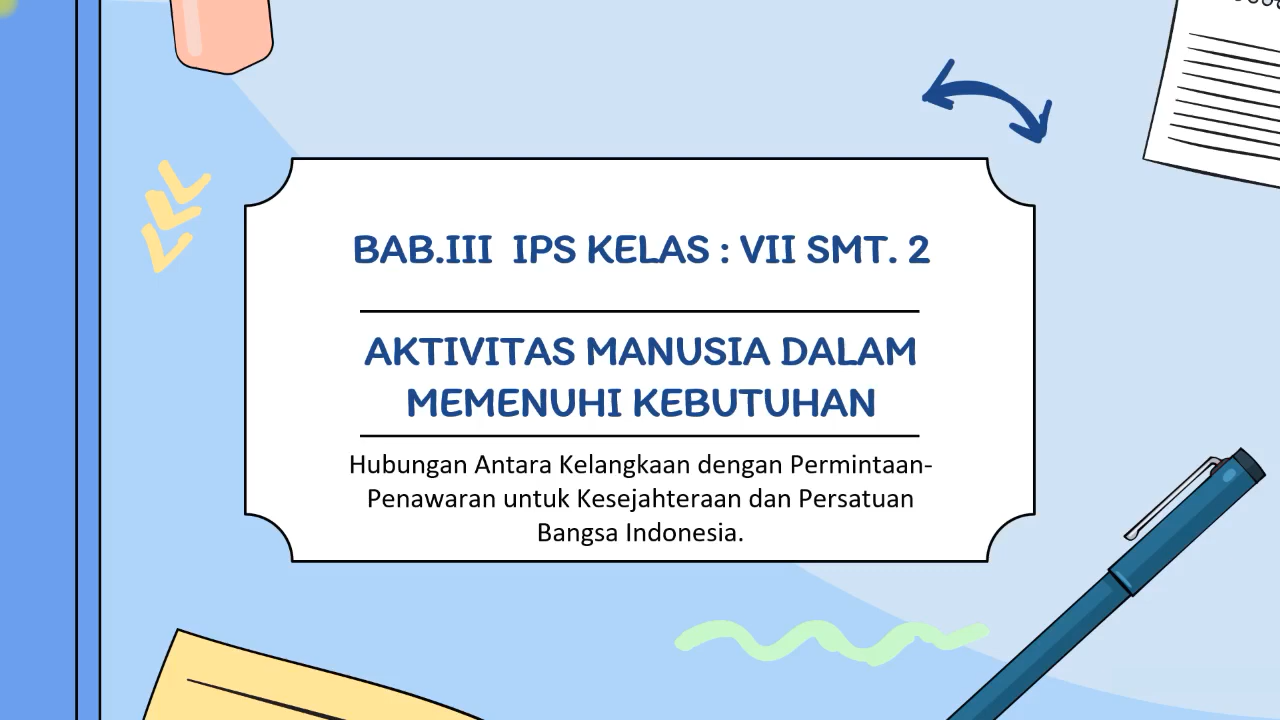 BAB.III IPS KELAS : VII SMT. 2
AKTIVITAS MANUSIA DALAM
MEMENUHI KEBUTUHAN
Hubungan Antara Kelangkaan dengan Permintaan-
Penawaran untuk Kesejahteraan dan Persatuan
Bangsa Indonesia.